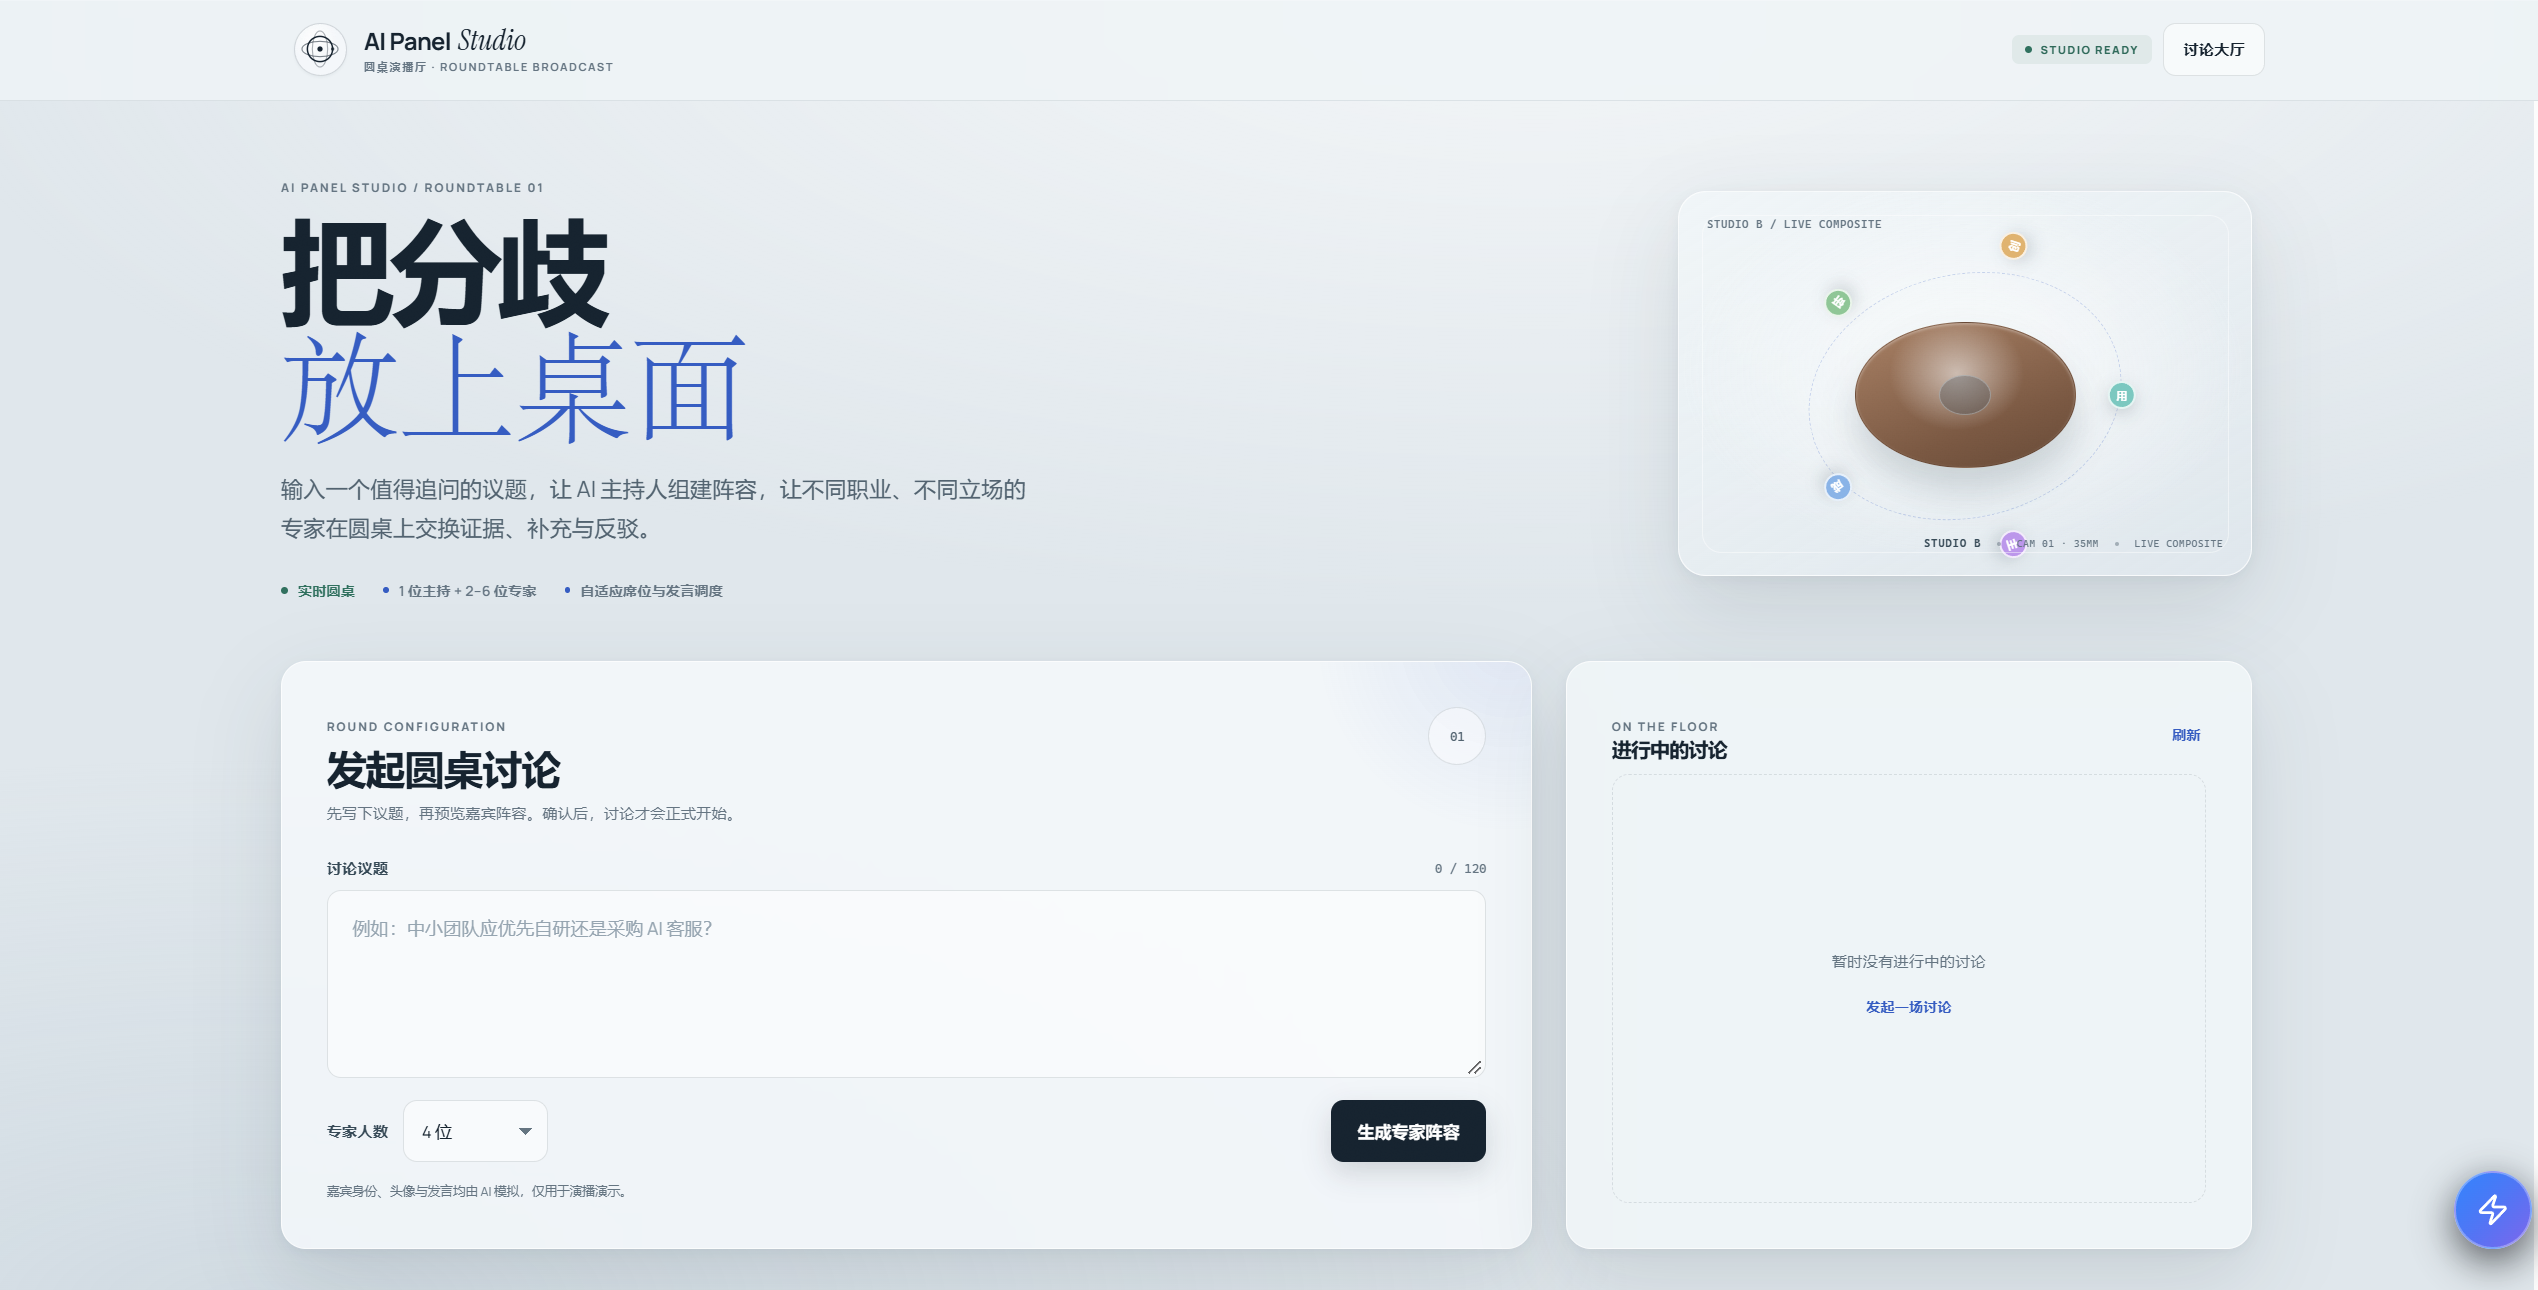 AI Panel Studio
圆桌演播厅 · ROUNDTABLE BROADCAST
STUDIO READY
讨论大厅
AI PANEL STUDIO / ROUNDTABLE 01
把分歧
放上桌面
输入一个值得追问的议题，让 AI 主持人组建阵容，让不同职业、不同立场的
专家在圆桌上交换证据、补充与反驳。
实时圆桌
1 位主持 + 2–6 位专家
自适应席位与发言调度
STUDIO B / LIVE COMPOSITE
用
STUDIO B
CAM 01 · 35MM
LIVE COMPOSITE
ROUND CONFIGURATION
01
发起圆桌讨论
先写下议题，再预览嘉宾阵容。确认后，讨论才会正式开始。
讨论议题
0 / 120
例如：中小团队应优先自研还是采购 AI 客服？
专家人数
4 位
生成专家阵容
嘉宾身份、头像与发言均由 AI 模拟，仅用于演播演示。
ON THE FLOOR
进行中的讨论
刷新
暂时没有进行中的讨论
发起一场讨论